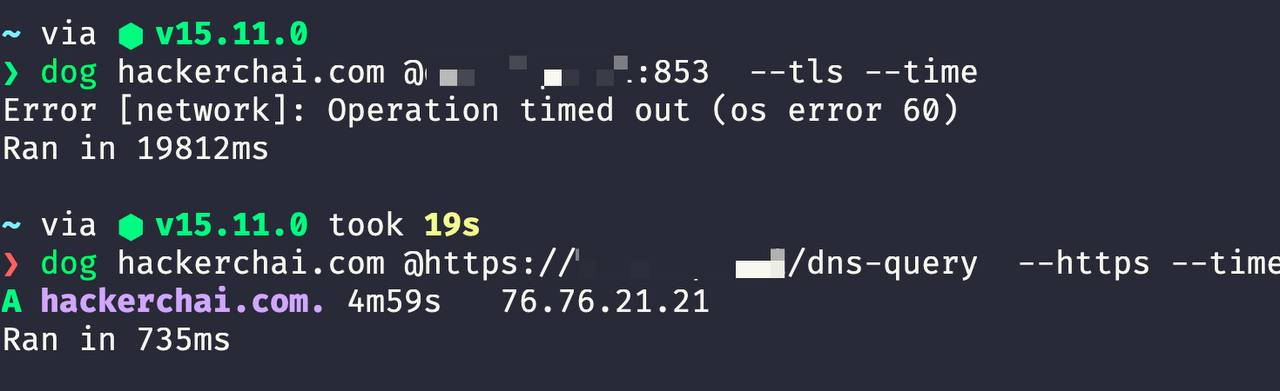 ~ via ⬢ v15.11.0
❯ dog hackerchai.com @ :853 --tls --time
Error [network]: Operation timed out (os error 60)
Ran in 19812ms
~ via ⬢ v15.11.0 took 19s
❯ dog hackerchai.com @https:// /dns-query --https --time
A hackerchai.com. 4m59s 76.76.21.21
Ran in 735ms